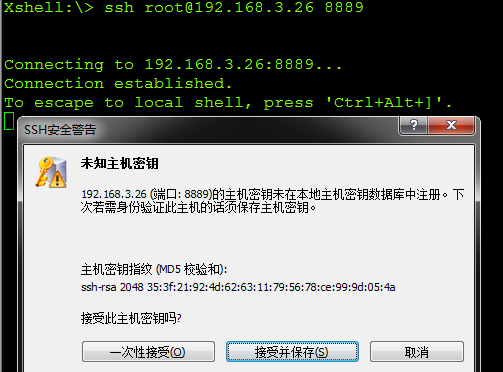 Xshell:\> ssh root@192.168.3.26 8889
Connecting to 192.168.3.26:8889...
Connection established.
To escape to local shell, press 'Ctrl+Alt+]'.
SSH安全警告
未知主机密钥
192.168.3.26 (端口: 8889)的主机密钥未在本地主机密钥数据库中注册。下
次若需身份验证此主机的话须保存主机密钥。
主机密钥指纹 (MD5 校验和):
ssh-rsa 2048 35:3f:21:92:4d:62:63:11:79:56:78:ce:99:9d:05:4a
接受此主机密钥吗?
一次性接受(O) 接受并保存(S) 取消